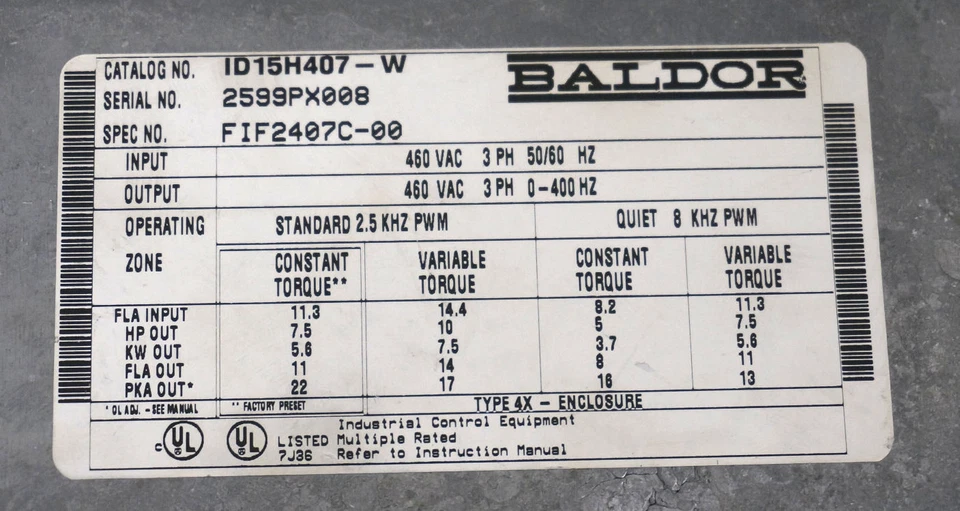 CATALOG NO. ID15H407-W
BALDOR
SERIAL NO. 2599PX008
SPEC NO. FIF2407C-00
INPUT 460 VAC 3 PH 50/60 HZ
OUTPUT 460 VAC 3 PH 0-400 HZ
OPERATING STANDARD 2.5 KHZ PWM QUIET 8 KHZ PWM
ZONE CONSTANT VARIABLE CONSTANT VARIABLE
TORQUE** TORQUE TORQUE TORQUE
FLA INPUT 11.3 14.4 8.2 11.3
HP OUT 7.5 10 5 7.5
KW OUT 5.6 7.5 3.7 5.6
FLA OUT 11 14 8 11
PKA OUT* 22 17 16 13
* OL ADJ. - SEE MANUAL ** FACTORY PRESET TYPE 4X - ENCLOSURE
Industrial Control Equipment
c UL UL LISTED Multiple Rated
7J36 Refer to Instruction Manual